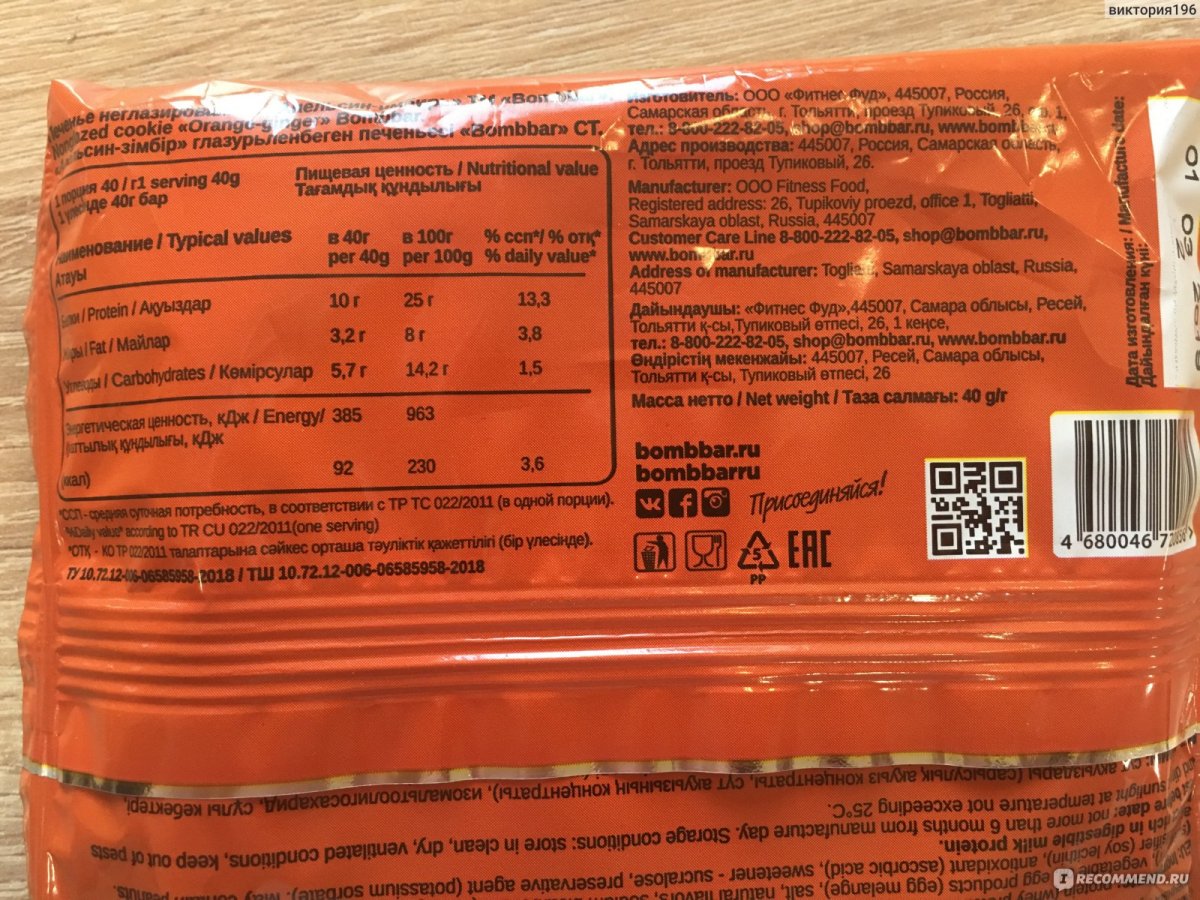 виктория196
Печенье неглазирова
cookie «Orange-ginger» Bombbar.
«Апельсин-зімбір» глазурьленбеген печеньесі «Bombbar» СТ.
1 порция 40 г/1 serving 40g
40г бар
Пищевая ценность / Nutritional value
Тағамдық құндылығы
Наименование / Typical values
Атауы
в 40г в 100г % ссп*/ % отқ*
per 40g per 100g % daily value*
Белки / Protein / Ақуыздар 10 г 25 г 13,3
Жиры / Fat / Майлар 3,2 г 8 г 3,8
Углеводы / Carbohydrates / Көмірсулар 5,7 г 14,2 г 1,5
Энергетическая ценность, кДж / Energy/ 385 963
құндылығы, кДж
(ккал) 92 230 3,6
*ССП - средняя суточная потребность, в соответствии с ТР ТС 022/2011 (в одной порции).
*%Daily value* according to TR CU 022/2011(one serving)
*ОТҚ - КО ТР 022/2011 талаптарына сәйкес орташа тәуліктік қажеттілігі (бір үлесінде).
ТУ 10.72.12-006-06585958-2018 / ТШ 10.72.12-006-06585958-2018
Изготовитель: ООО «Фитнес Фуд», 445007, Россия,
Самарская область, г. Тольятти, проезд Тупиковый, 26,
тел.: 8-800-222-82-05, shop@bombbar.ru,
Адрес производства: 445007, Россия, Самарская область,
г. Тольятти, проезд Тупиковый, 26.
Manufacturer: OOO Fitness Food,
Registered address: 26, Tupikoviy proezd, office 1, Togliatti,
Samarskaya oblast, Russia, 445007
Customer Care Line 8-800-222-82-05, shop@bombbar.ru,
www.bombbar.ru
Address of manufacturer: Togliatti, Samarskaya oblast, Russia,
445007
Дайындаушы: «Фитнес Фуд»,445007, Самара облысы, Ресей,
Тольятти қ-сы,Тупиковый өтпесі, 26, 1 кеңсе,
тел.: 8-800-222-82-05, shop@bombbar.ru, www.bombbar.ru
Өндірістің мекенжайы: 445007, Ресей, Самара облысы,
Тольятти қ-сы, Тупиковый өтпесі, 26
Масса нетто / Net weight / Таза салмағы: 40 g/г
bombbar.ru
bombbarru
Присоединяйся!
5
PP
EAC
Дата изготовления: / Manufacture date:
Дайындалған күні:
01 02
4 680046
сүт ақуыздары (сарысулық ақуыз концентраты, сүт ақуызының концентраты), изомальтоолигосахарид, сұлы кебектері,
sunlight at temperature not exceeding 25°C.
before date: not more than 6 months from manufacture day. Storage conditions: store in clean, dry, ventilated conditions, keep out of pests
rich in digestible milk protein.
(soy lecithin), antioxidant (ascorbic acid), sweetener - sucralose, preservative agent (potassium sorbate). May contain peanuts,
egg products (egg melange), salt, natural flavors,
IRECOMMEND.RU